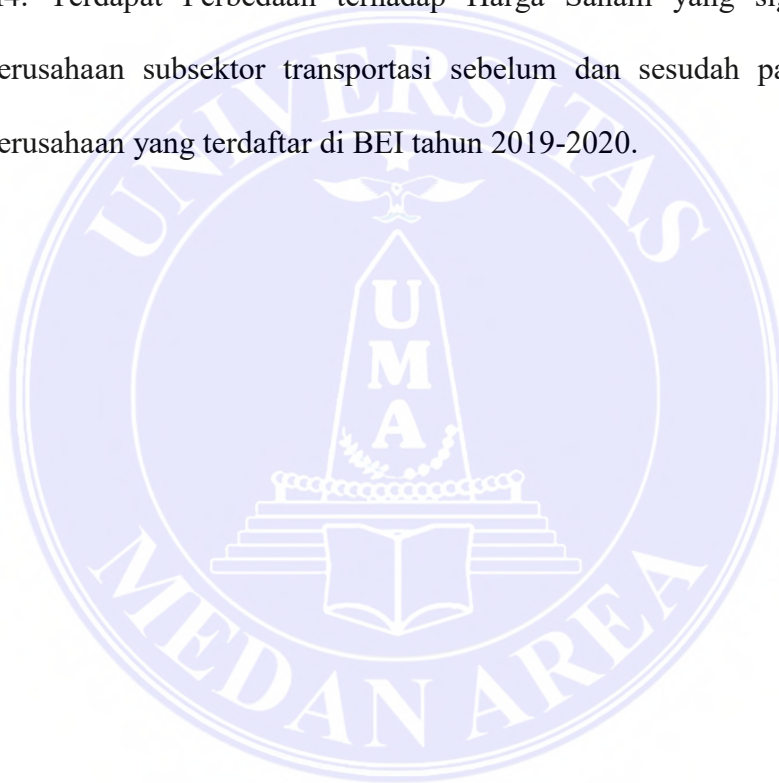 4. Terdapat Perbedaan terhadap Harga Saham yang
erusahaan subsektor transportasi sebelum dan sesudah
erusahaan yang terdaftar di BEI tahun 2019-2020.
UNIVERSITAS
U
M
A
MEDAN AREA